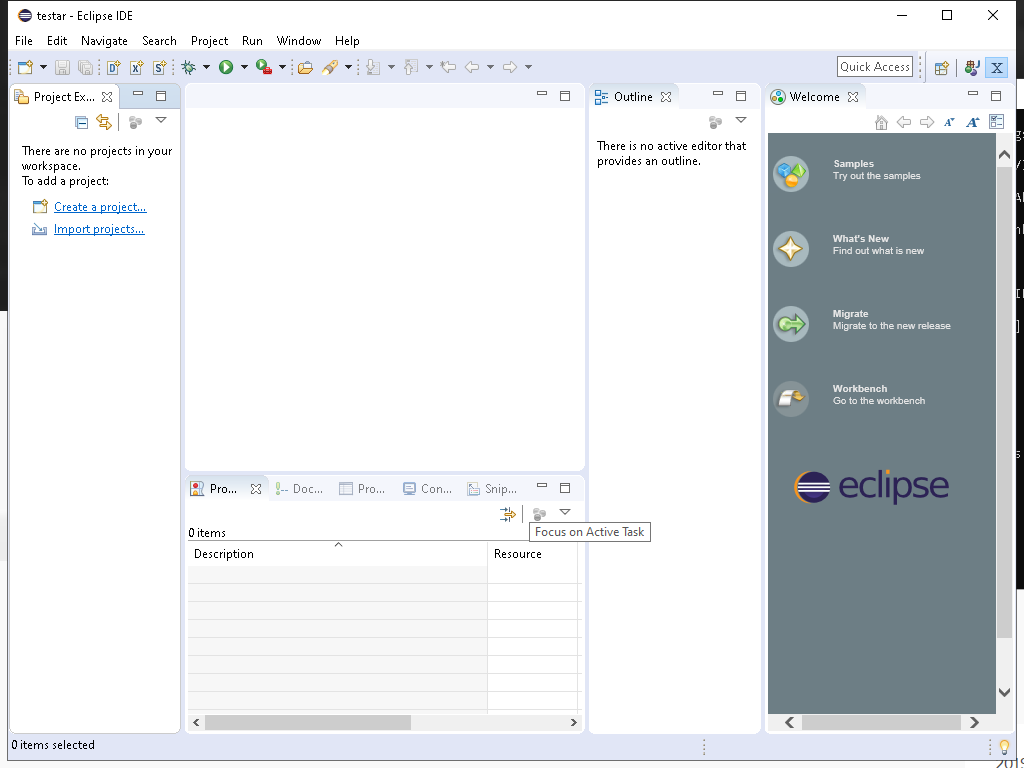 testar - Eclipse IDE
File Edit Navigate Search Project Run Window Help
Quick Access
Project Ex...
There are no projects in your
workspace.
To add a project:
Create a project...
Import projects...
Outline
There is no active editor that
provides an outline.
Welcome
Samples
Try out the samples
What's New
Find out what is new
Migrate
Migrate to the new release
Workbench
Go to the workbench
eclipse
Pro... Doc... Pro... Con... Snip...
0 items
Focus on Active Task
Description Resource
0 items selected